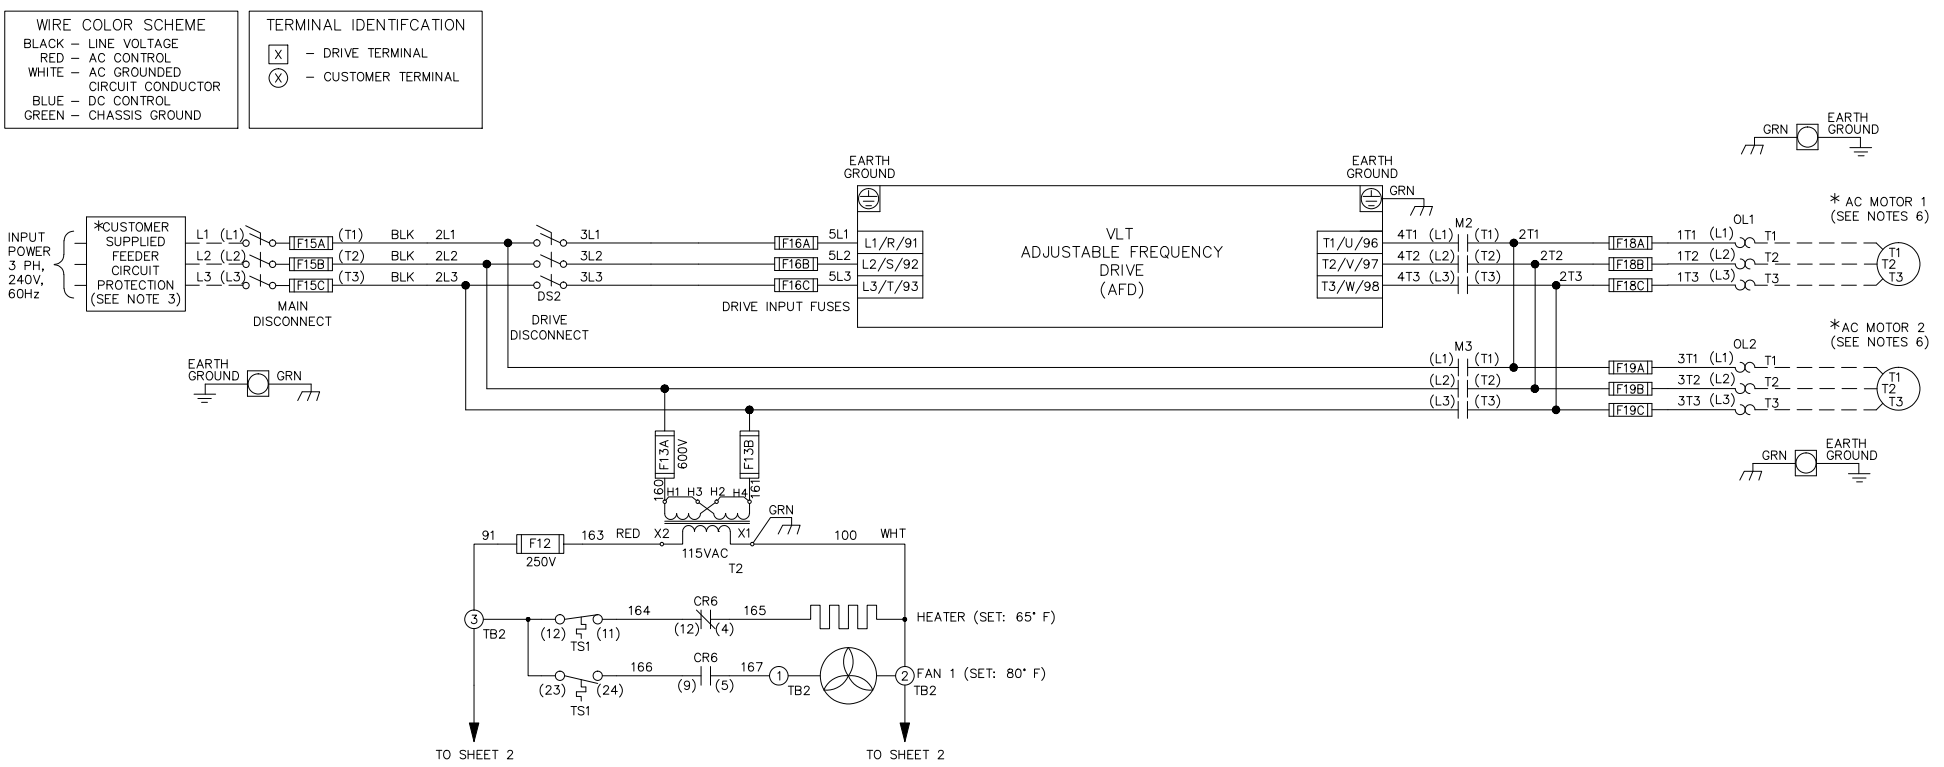 WIRE COLOR SCHEME
BLACK – LINE VOLTAGE
RED – AC CONTROL
WHITE – AC GROUNDED
CIRCUIT CONDUCTOR
BLUE – DC CONTROL
GREEN – CHASSIS GROUND
TERMINAL IDENTIFCATION
X – DRIVE TERMINAL
X – CUSTOMER TERMINAL
INPUT
POWER
3 PH,
240V,
60Hz
*CUSTOMER
SUPPLIED
FEEDER
CIRCUIT
PROTECTION
(SEE NOTE 3)
L1 (L1) F15A (T1) BLK 2L1 3L1 F16A 5L1 L1/R/91
L2 (L2) F15B (T2) BLK 2L2 3L2 F16B 5L2 L2/S/92
L3 (L3) F15C (T3) BLK 2L3 3L3 F16C 5L3 L3/T/93
MAIN
DISCONNECT
DS2
DRIVE
DISCONNECT
DRIVE INPUT FUSES
EARTH
GROUND
VLT
ADJUSTABLE FREQUENCY
DRIVE
(AFD)
EARTH
GROUND
GRN
M2
T1/U/96 4T1 (L1) (T1) 2T1 F18A 1T1 (L1) T1
T2/V/97 4T2 (L2) (T2) 2T2 F18B 1T2 (L2) T2
T3/W/98 4T3 (L3) (T3) 2T3 F18C 1T3 (L3) T3
OL1
GRN
EARTH
GROUND
* AC MOTOR 1
(SEE NOTES 6)
T1
T2
T3
M3
(L1) (T1) F19A 3T1 (L1) T1
(L2) (T2) F19B 3T2 (L2) T2
(L3) (T3) F19C 3T3 (L3) T3
OL2
*AC MOTOR 2
(SEE NOTES 6)
T1
T2
T3
GRN
EARTH
GROUND
EARTH
GROUND
GRN
F13A
600V
F13B
160
H1 H3 H2 H4
161
GRN
91 F12 163 RED X2 X1 100 WHT
250V
115VAC
T2
3
TB2
(12) (11)
TS1
164
CR6
(12) (4)
165
HEATER (SET: 65° F)
(23) (24)
TS1
166
CR6
(9) (5)
167
1
TB2
2
TB2
FAN 1 (SET: 80° F)
TO SHEET 2
TO SHEET 2